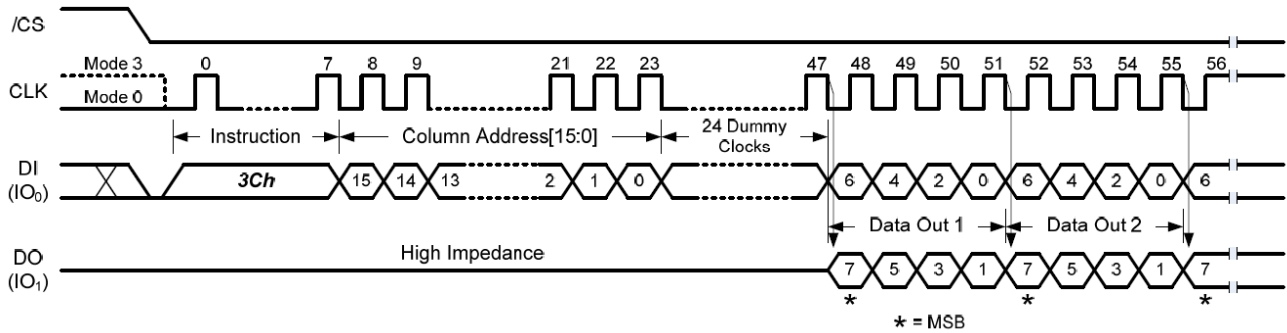 /CS
Mode 3 0 7 8 9 21 22 23 47 48 49 50 51 52 53 54 55 56
CLK
Mode 0
Instruction Column Address[15:0] 24 Dummy
Clocks
DI
(IO0)
3Ch 15 14 13 2 1 0 6 4 2 0 6 4 2 0 6
Data Out 1 Data Out 2
High Impedance
DO
(IO1)
7 5 3 1 7 5 3 1 7
* * *
* = MSB